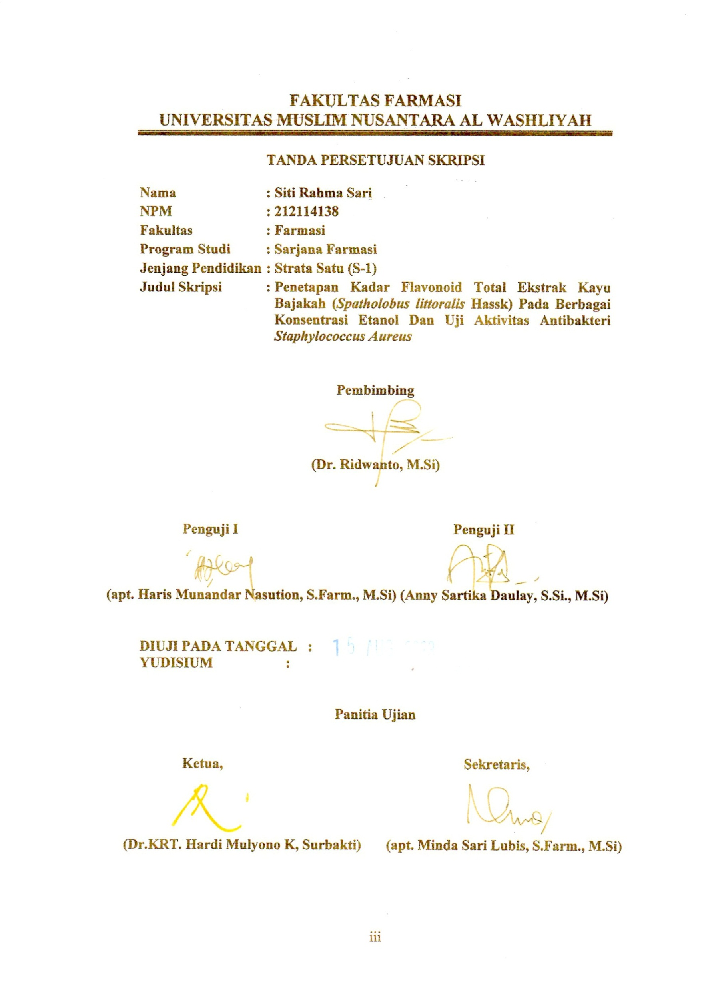 FAKULTAS FARMASI
UNIVERSITAS MUSLIM NUSANTARA AL WASHLIYAH
TANDA PERSETUJUAN SKRIPSI
Nama : Siti Rahma Sari
NPM : 212114138
Fakultas : Farmasi
Program Studi : Sarjana Farmasi
Jenjang Pendidikan : Strata Satu (S-1)
Judul Skripsi : Penetapan Kadar Flavonoid Total Ekstrak Kayu
Bajakah (Spatholobus littoralis Hassk) Pada Berbagai
Konsentrasi Etanol Dan Uji Aktivitas Antibakteri
Staphylococcus Aureus
Pembimbing
(Dr. Ridwanto, M.Si)
Penguji I Penguji II
(apt. Haris Munandar Nasution, S.Farm., M.Si) (Anny Sartika Daulay, S.Si., M.Si)
DIUJI PADA TANGGAL : 15
YUDISIUM :
Panitia Ujian
Ketua, Sekretaris,
(Dr.KRT. Hardi Mulyono K, Surbakti) (apt. Minda Sari Lubis, S.Farm., M.Si)
iii